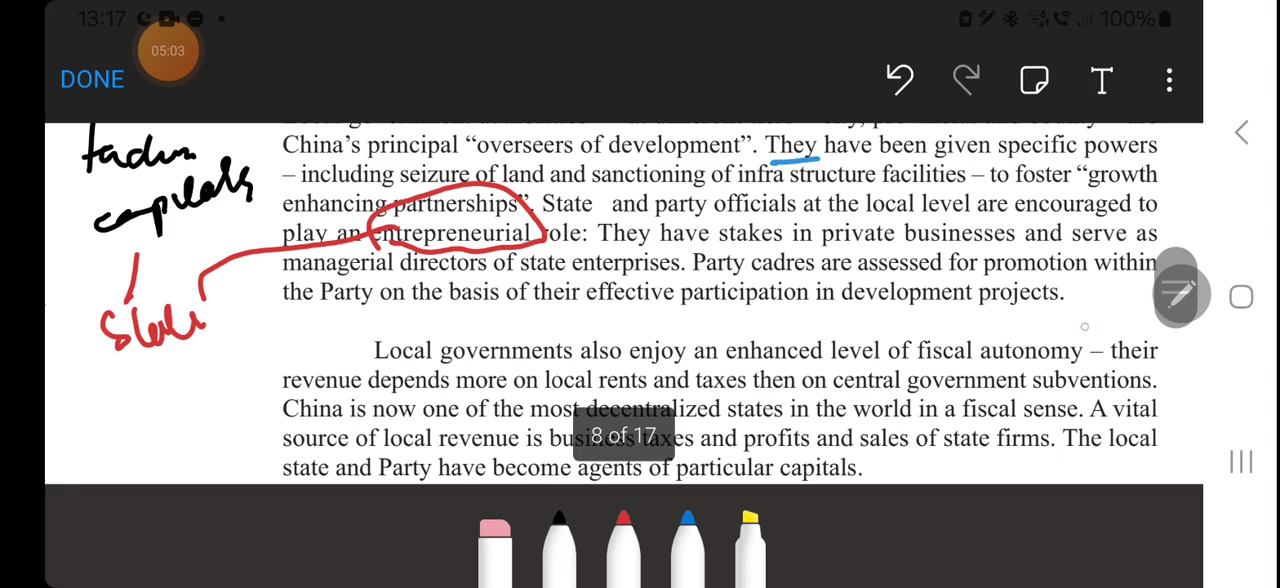 13:17
05:03
100%
DONE
T
China's principal "overseers of development". They have been given specific powers
– including seizure of land and sanctioning of infra structure facilities – to foster "growth
enhancing partnerships". State and party officials at the local level are encouraged to
play an entrepreneurial role: They have stakes in private businesses and serve as
managerial directors of state enterprises. Party cadres are assessed for promotion within
the Party on the basis of their effective participation in development projects.
capitals
State
Local governments also enjoy an enhanced level of fiscal autonomy – their
revenue depends more on local rents and taxes then on central government subventions.
China is now one of the most decentralized states in the world in a fiscal sense. A vital
source of local revenue is business taxes and profits and sales of state firms. The local
state and Party have become agents of particular capitals.
8 of 17